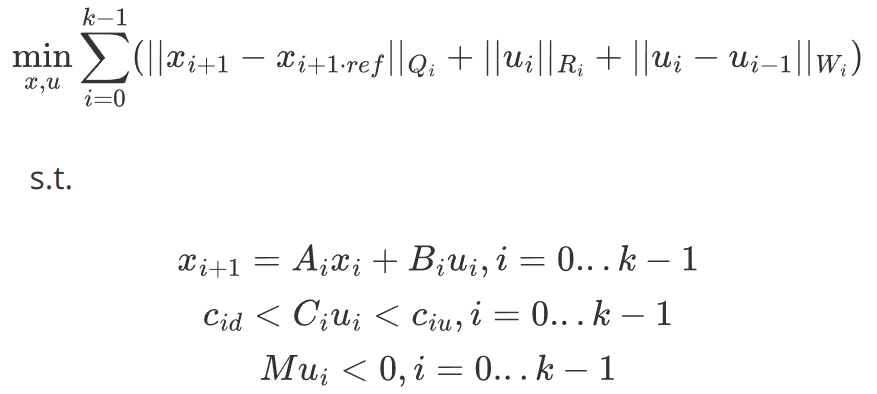 \min_{x,u} \sum_{i=0}^{k-1} (||x_{i+1} - x_{i+1 \cdot ref}||_{Q_i} + ||u_i||_{R_i} + ||u_i - u_{i-1}||_{W_i})
s.t.
x_{i+1} = A_i x_i + B_i u_i, i = 0...k - 1
c_{id} < C_i u_i < c_{iu}, i = 0...k - 1
Mu_i < 0, i = 0...k - 1